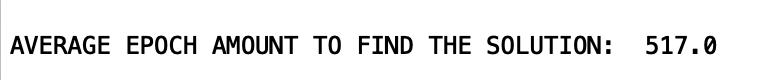 AVERAGE EPOCH AMOUNT TO FIND THE SOLUTION:  517.0